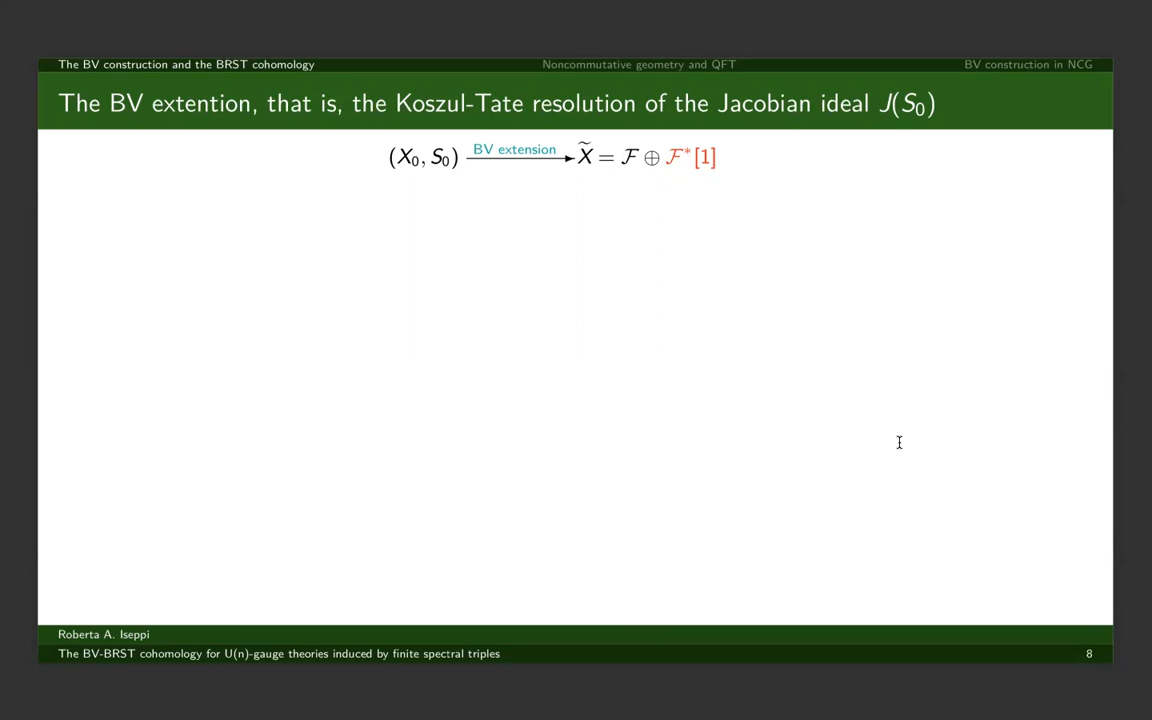 The BV construction and the BRST cohomology Noncommutative geometry and QFT BV construction in NCG
The BV extention, that is, the Koszul-Tate resolution of the Jacobian ideal J(S₀)
(X₀, S₀) BV extension X̃ = ℱ ⊕ ℱ*[1]
Roberta A. Iseppi
The BV-BRST cohomology for U(n)-gauge theories induced by finite spectral triples 8